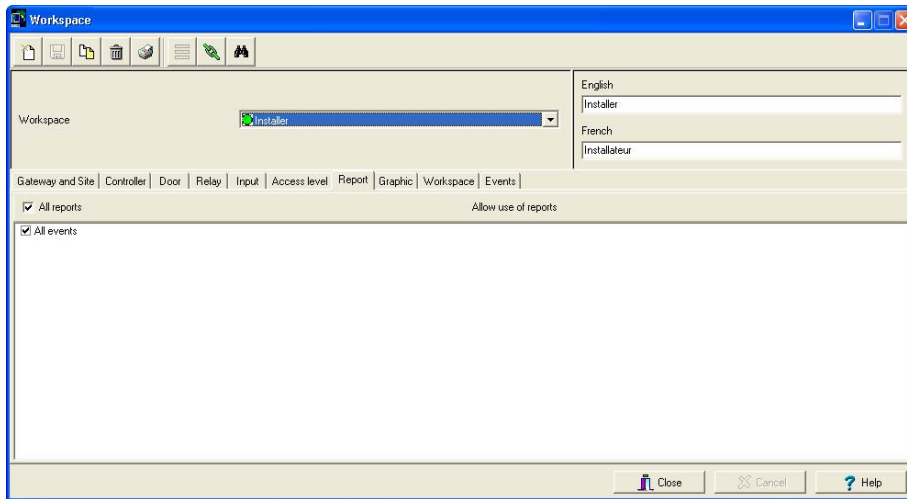 Workspace
English
Installer
Workspace
Installer
French
Installateur
Gateway and Site Controller Door Relay Input Access level Report Graphic Workspace Events
All reports Allow use of reports
All events
Close Cancel Help